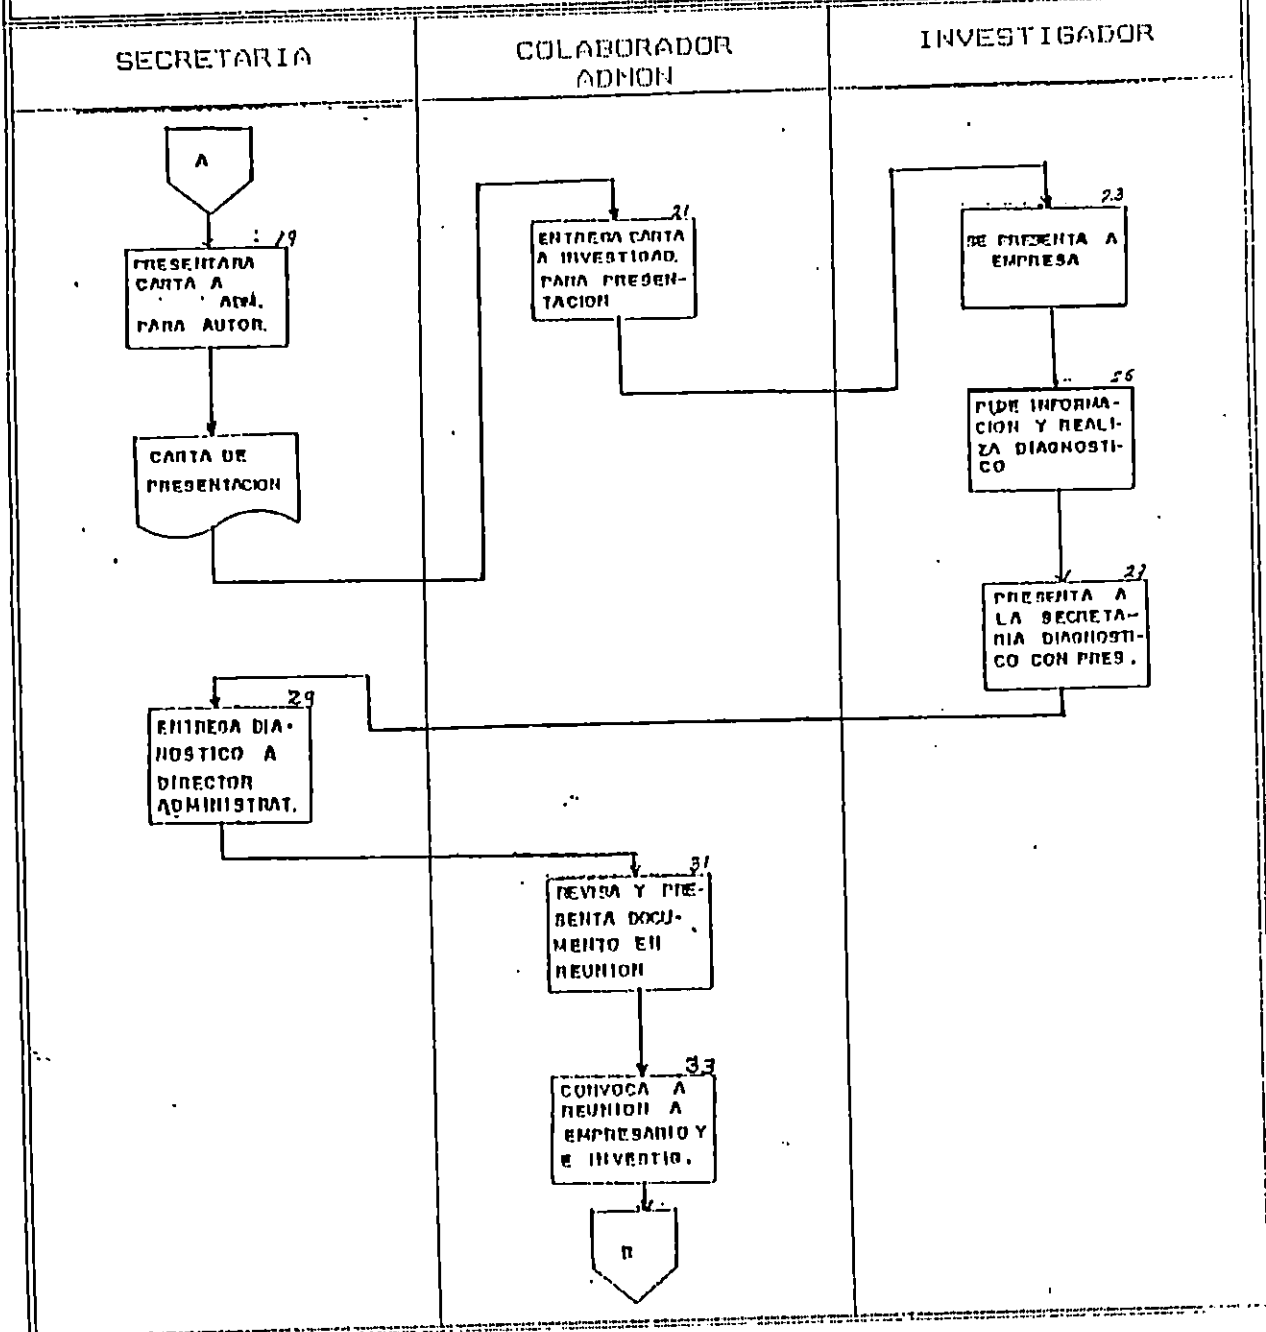 SECRETARIA
COLABORADOR
ADMON
INVESTIGADOR
A
19
PRESENTARA
CARTA A
ADM.
PARA AUTOR.
CARTA DE
PRESENTACION
21
ENTREGA CARTA
A INVESTIGAD.
PARA PRESEN-
TACION
23
SE PRESENTA A
EMPRESA
PIDE INFORMA-
CION Y REALI-
ZA DIAGNOSTI-
CO
27
PRESENTA A
LA SECRETA-
RIA DIAGNOSTI-
CO CON PRES.
29
ENTREGA DIA-
NOSTICO A
DIRECTOR
ADMINISTRAT.
31
REVISA Y PRE-
SENTA DOCU-
MENTO EN
REUNION
33
CONVOCA A
REUNION A
EMPRESARIO Y
E INVENTIG.